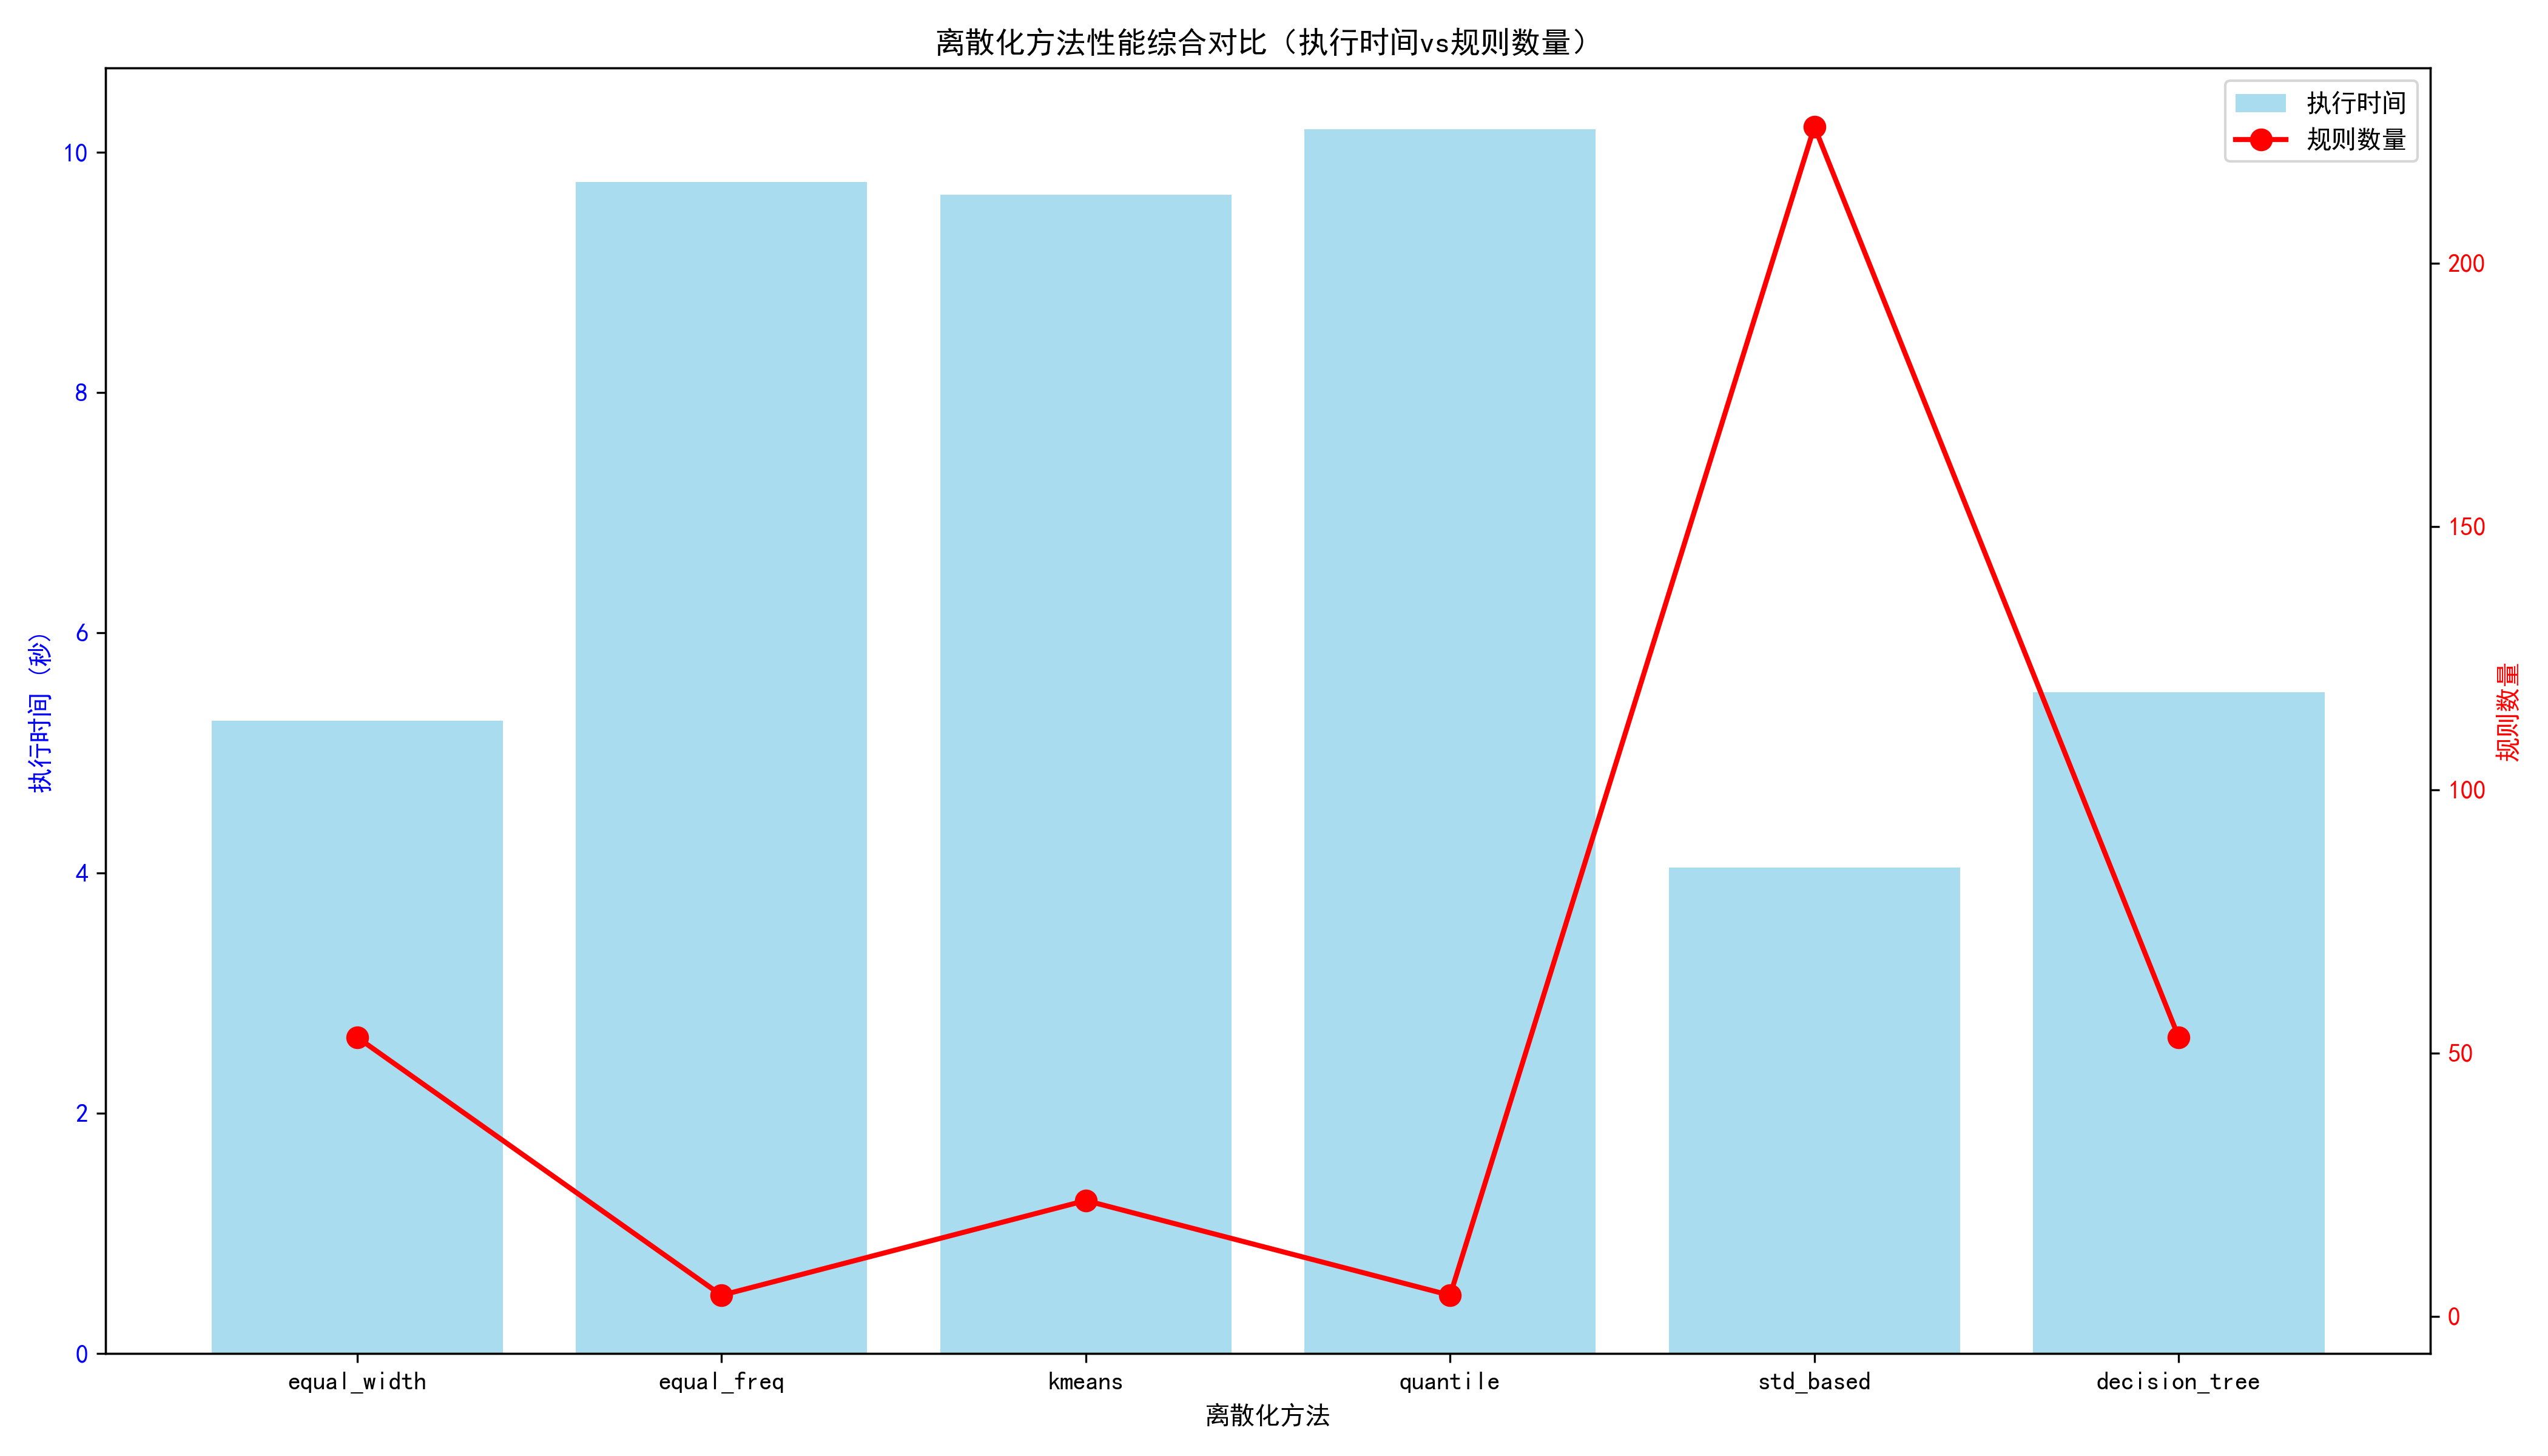 离散化方法性能综合对比（执行时间vs规则数量）
执行时间
规则数量
10
8
6
4
2
0
执行时间（秒）
200
150
100
50
0
规则数量
equal_width
equal_freq
kmeans
quantile
std_based
decision_tree
离散化方法